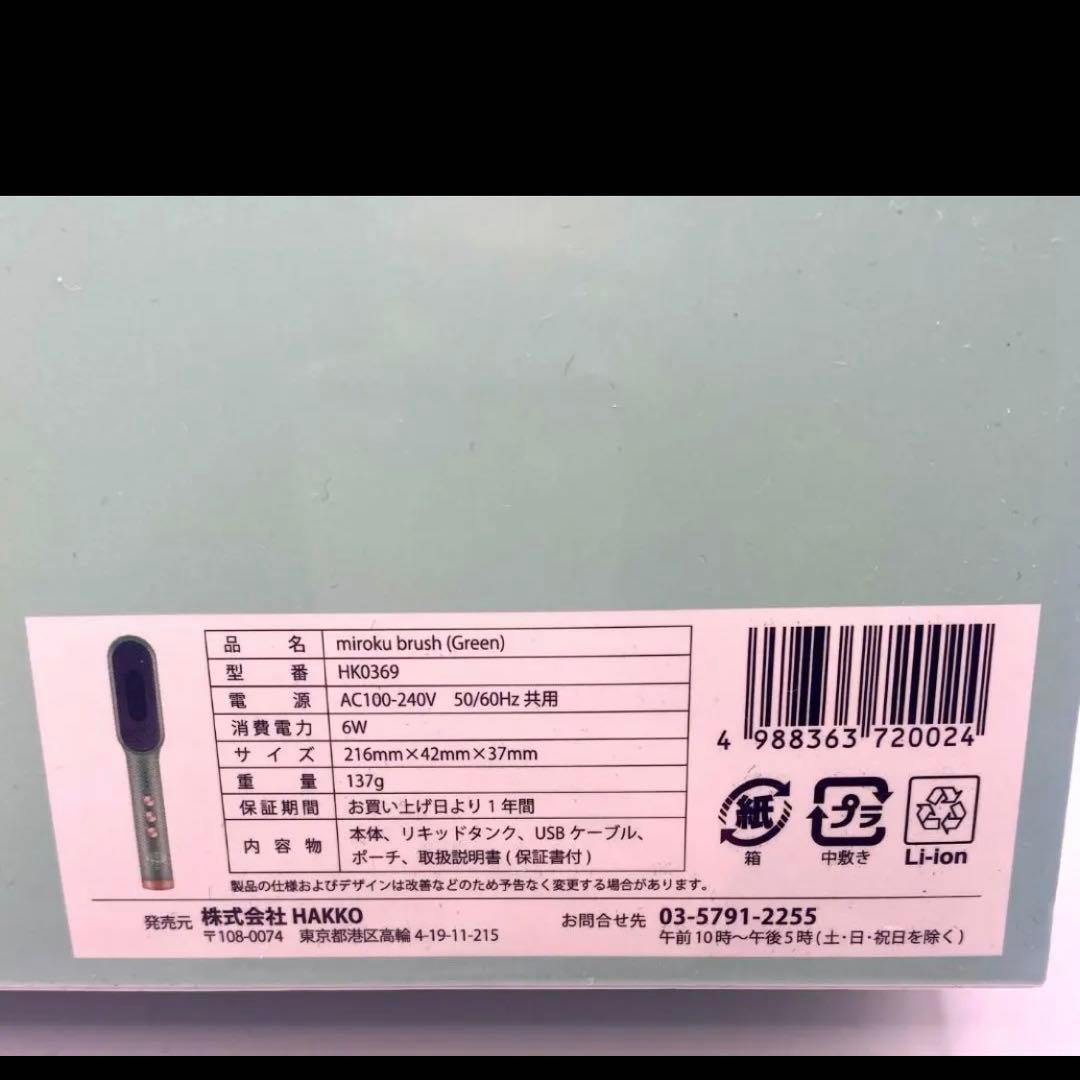 品名 miroku brush (Green)
型番 HK0369
電源 AC100-240V 50/60Hz 共用
消費電力 6W
サイズ 216mm×42mm×37mm
重量 137g
保証期間 お買い上げ日より1年間
内容物 本体、リキッドタンク、USBケーブル、
ポーチ、取扱説明書(保証書付)
製品の仕様およびデザインは改善などのため予告なく変更する場合があります。
4 988363 720024
紙
プラ
箱
中敷き
Li-ion
発売元 株式会社 HAKKO
〒108-0074 東京都港区高輪 4-19-11-215
お問合せ先 03-5791-2255
午前10時〜午後5時(土・日・祝日を除く)